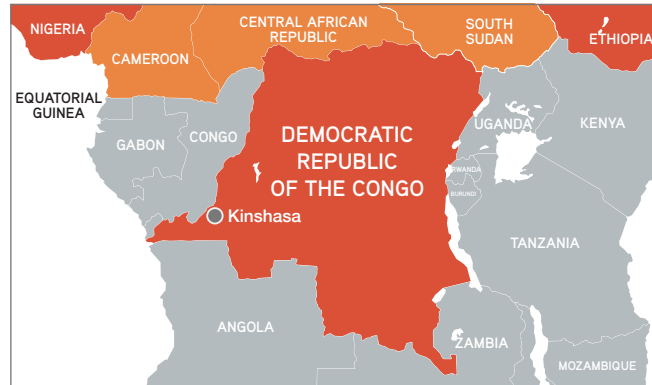 NIGERIA
CAMEROON
CENTRAL AFRICAN
REPUBLIC
SOUTH
SUDAN
ETHIOPIA
EQUATORIAL
GUINEA
GABON
CONGO
DEMOCRATIC
REPUBLIC
OF THE CONGO
UGANDA
KENYA
RWANDA
BURUNDI
Kinshasa
TANZANIA
ANGOLA
ZAMBIA
MOZAMBIQUE